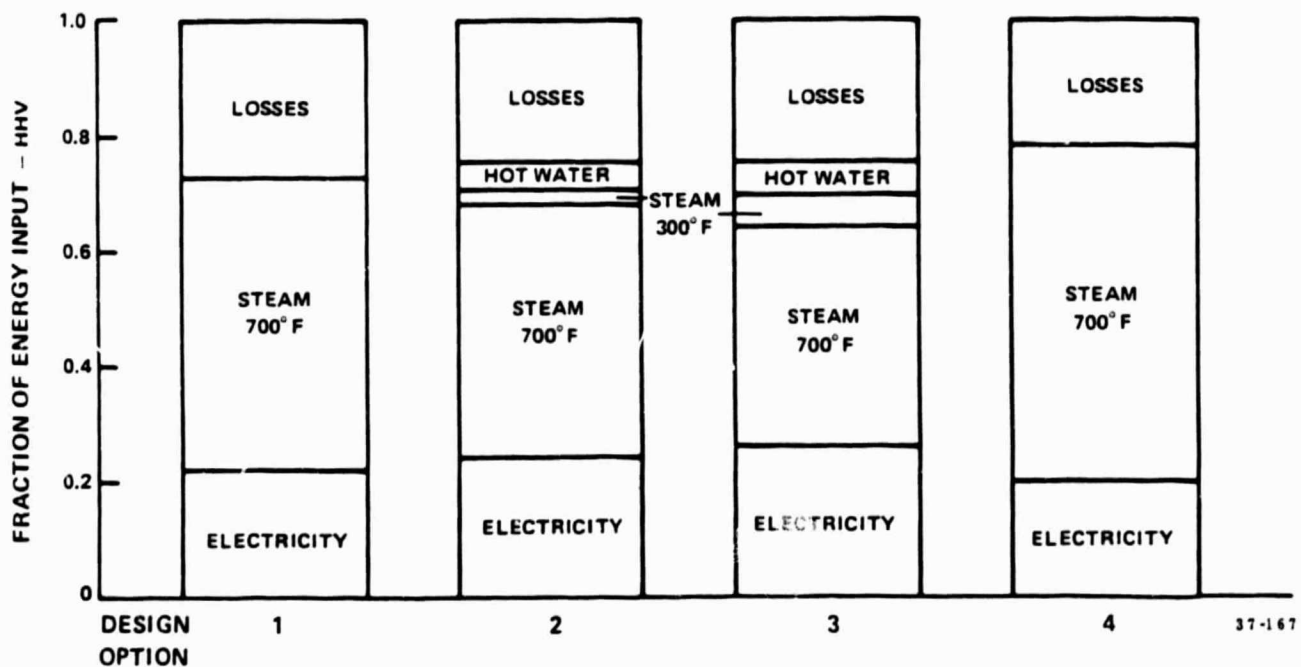 FRACTION OF ENERGY INPUT – HHV
1.0
0.8
0.6
0.4
0.2
0
LOSSES
STEAM
700°F
ELECTRICITY
LOSSES
HOT WATER
STEAM
700°F
ELECTRICITY
STEAM
300°F
LOSSES
HOT WATER
STEAM
700°F
ELECTRICITY
LOSSES
STEAM
700°F
ELECTRICITY
DESIGN
OPTION
1
2
3
4
37-167